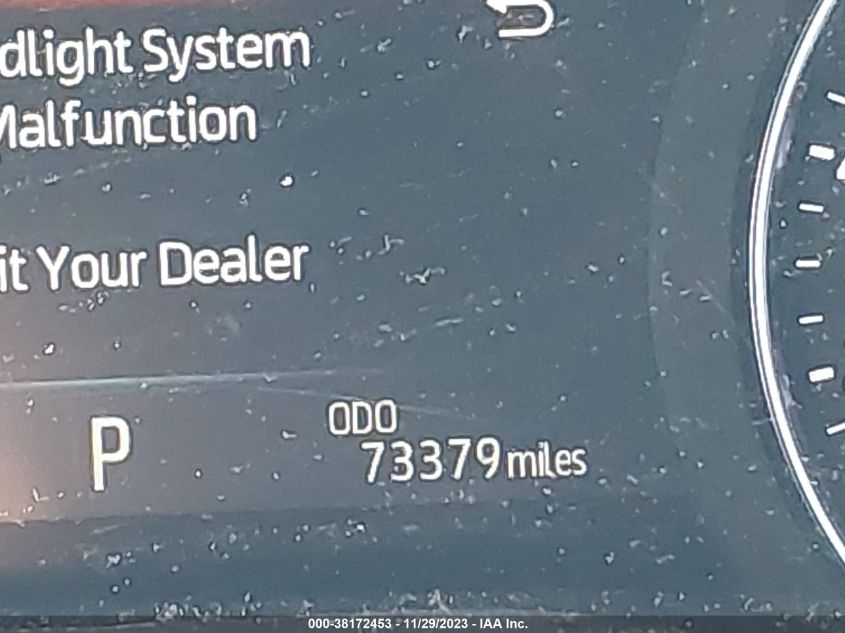 dlight System
Malfunction
it Your Dealer
ODO
P
73379 miles
000-38172453 - 11/29/2023 - IAA Inc.